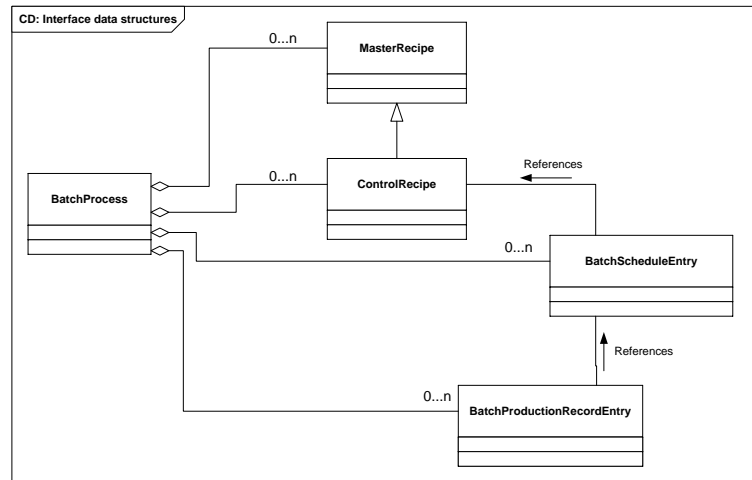 CD: Interface data structures
0...n
MasterRecipe
0...n
ControlRecipe
References
BatchProcess
0...n
BatchScheduleEntry
References
0...n
BatchProductionRecordEntry